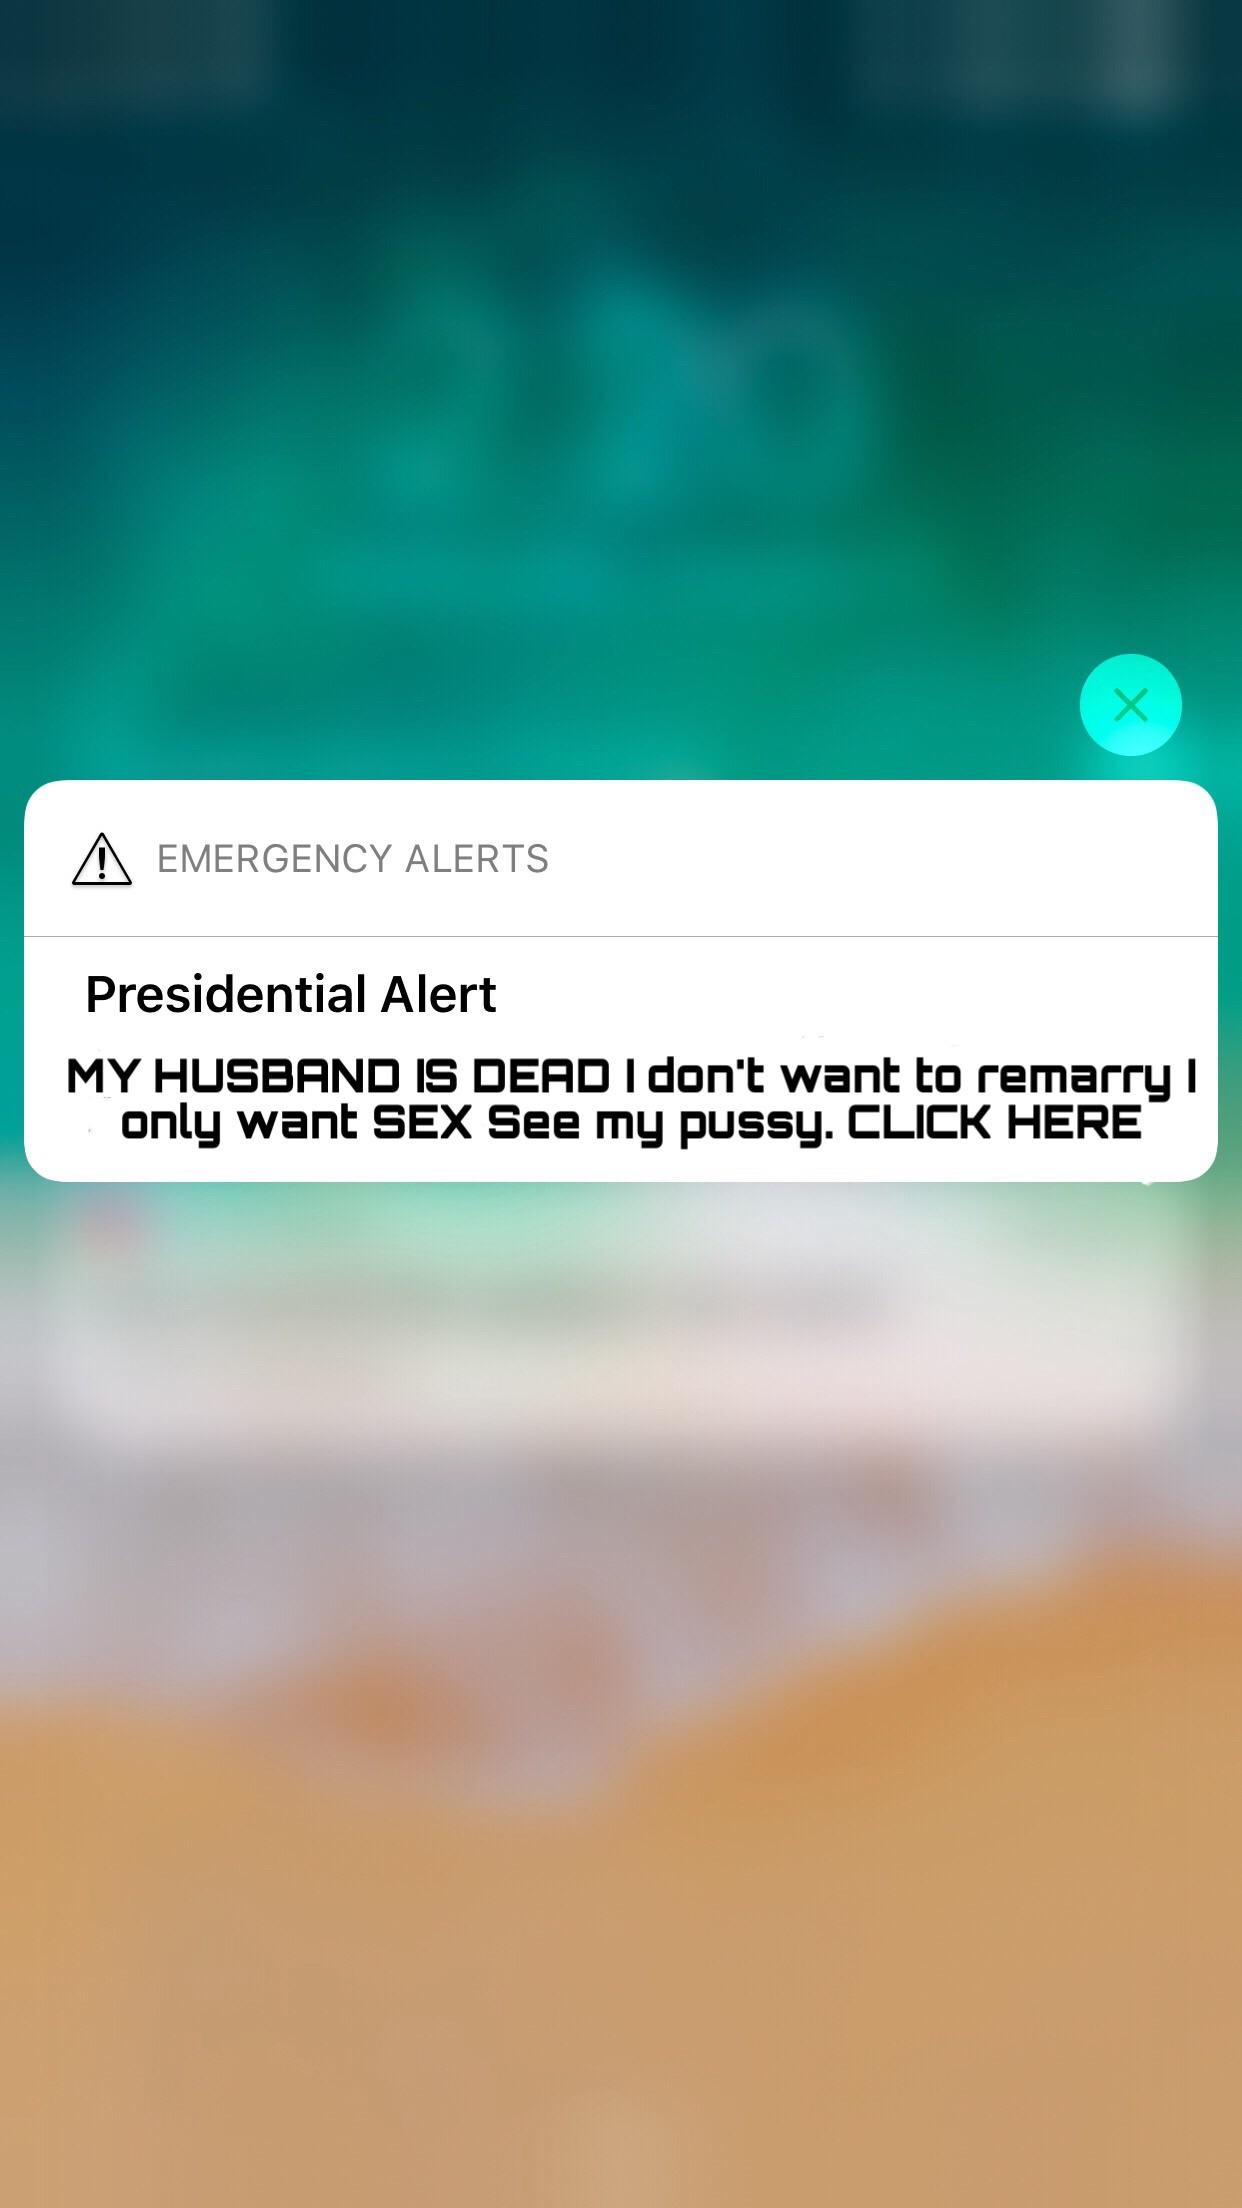 EMERGENCY ALERTS
Presidential Alert
MY HUSBAND IS DEAD I don't want to remarry I
only want SEX See my pussy. CLICK HERE